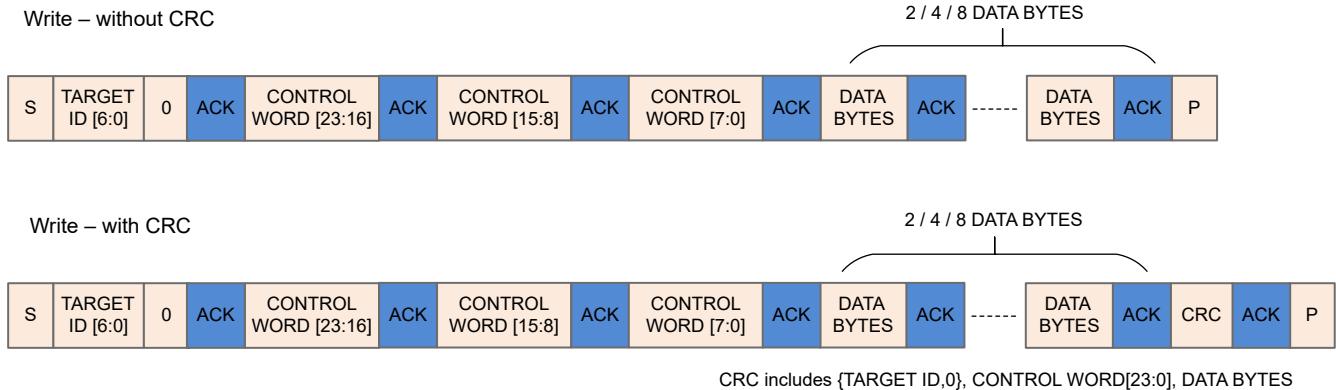 Write – without CRC
2 / 4 / 8 DATA BYTES
S TARGET ID [6:0] 0 ACK CONTROL WORD [23:16] ACK CONTROL WORD [15:8] ACK CONTROL WORD [7:0] ACK DATA BYTES ACK ------ DATA BYTES ACK P
Write – with CRC
2 / 4 / 8 DATA BYTES
S TARGET ID [6:0] 0 ACK CONTROL WORD [23:16] ACK CONTROL WORD [15:8] ACK CONTROL WORD [7:0] ACK DATA BYTES ACK ------ DATA BYTES ACK CRC ACK P
CRC includes {TARGET ID,0}, CONTROL WORD[23:0], DATA BYTES